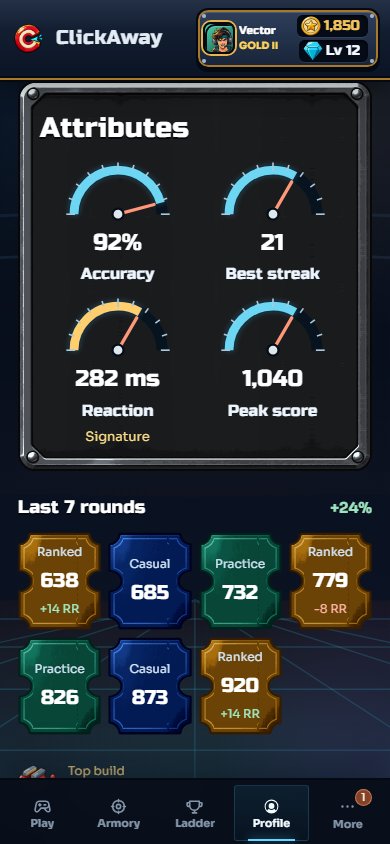 ClickAway
Vector
GOLD II
1,850
Lv 12
Attributes
92%
Accuracy
21
Best streak
282 ms
Reaction
Signature
1,040
Peak score
Last 7 rounds
+24%
Ranked
638
+14 RR
Casual
685
Practice
732
Ranked
779
-8 RR
Practice
826
Casual
873
Ranked
920
+14 RR
Top build
Play
Armory
Ladder
Profile
1
More